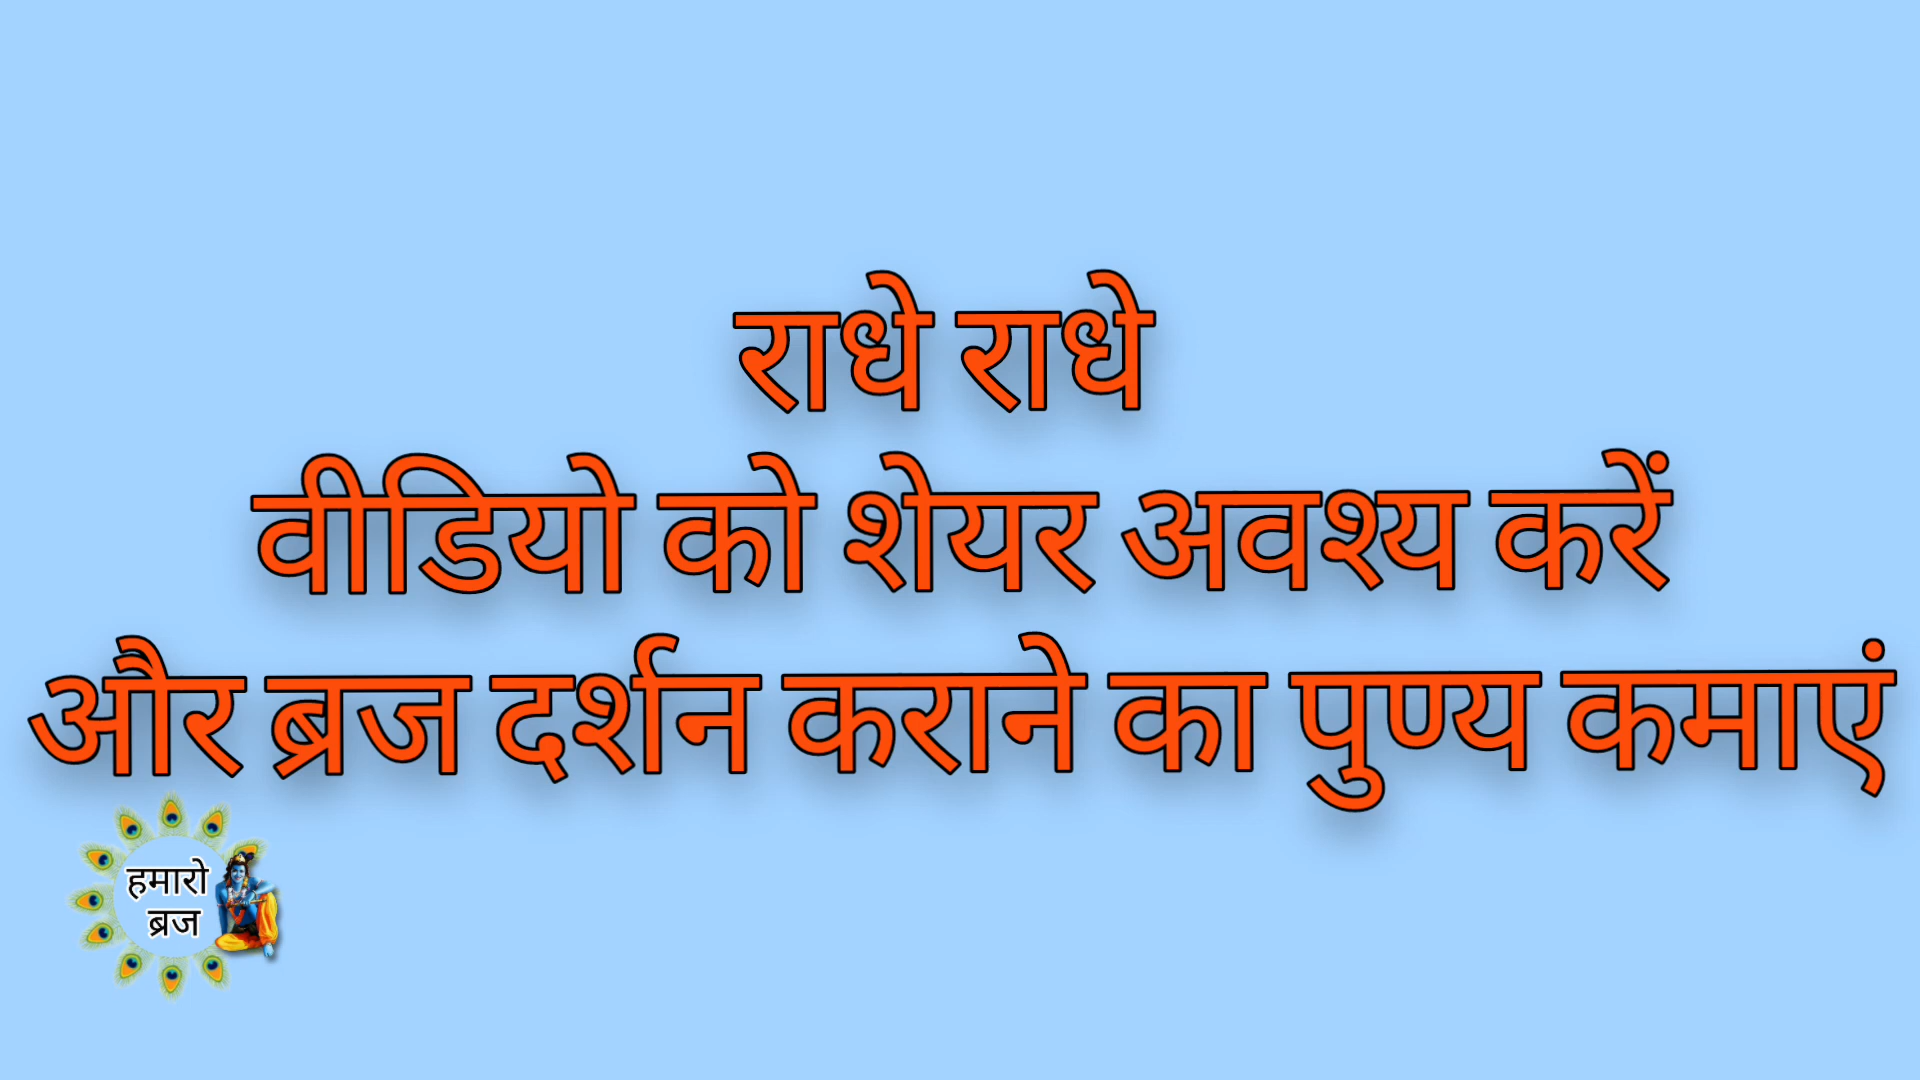 राधे राधे
वीडियो को शेयर अवश्य करें
और ब्रज दर्शन कराने का पुण्य कमाएं
हमारो
ब्रज